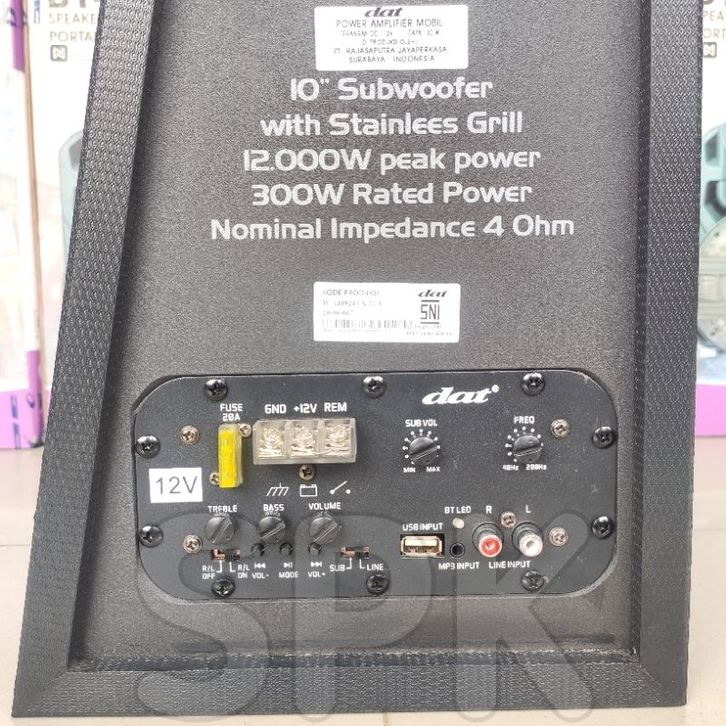 dat
POWER AMPLIFIER MOBIL
PT. RAJASAPUTRA JAYAPERKASA
SURABAYA - INDONESIA
10" Subwoofer
with Stainlees Grill
12.000W peak power
300W Rated Power
Nominal Impedance 4 Ohm
KODE PRODUKSI
dat
SNI
dat
FUSE
20A
GND +12V REM
SUB VOL
MIN MAX
FREQ
40Hz 200Hz
12V
TREBLE BASS VOLUME
R/L OFF
R/L ON
VOL- MODE VOL+
SUB LINE
USB INPUT
BT LED
R L
MP3 INPUT LINE INPUT
SPK
SPEAKER